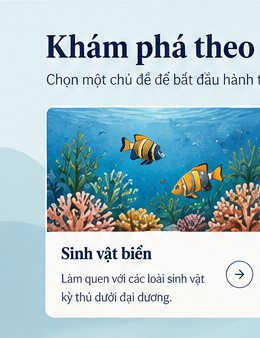 Khám phá theo
Chọn một chủ đề để bắt đầu hành
Sinh vật biển
Làm quen với các loài sinh vật
kỳ thủ dưới đại dương.